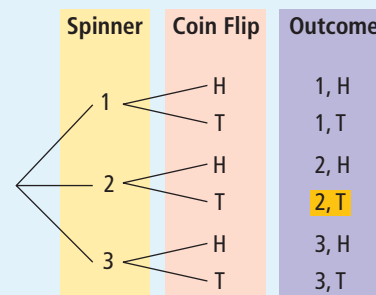 Spinner Coin Flip Outcome
H 1, H
1
T 1, T
H 2, H
2
T 2, T
H 3, H
3
T 3, T